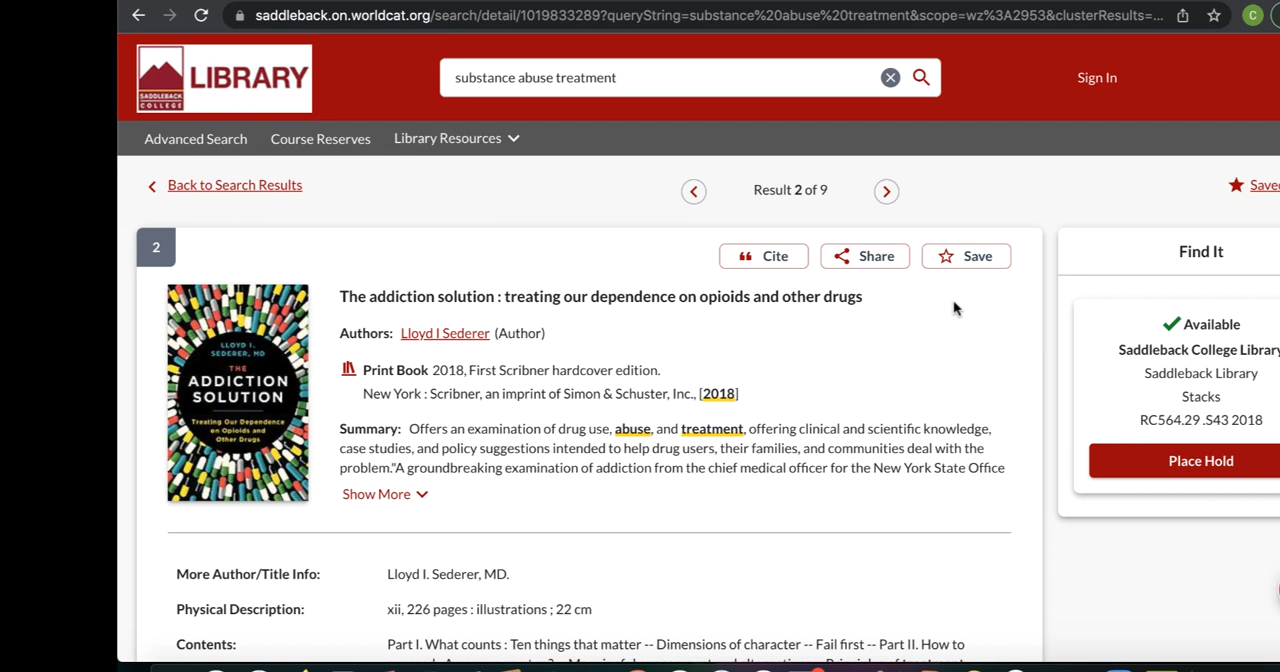 saddleback.on.worldcat.org/search/detail/1019833289?queryString=substance%20abuse%20treatment&scope=wz%3A2953&clusterResults=...
C
SADDLEBACK
COLLEGE
LIBRARY
substance abuse treatment
Sign In
Advanced Search
Course Reserves
Library Resources
Back to Search Results
Result 2 of 9
Saved
2
Cite
Share
Save
Find It
LLOYD I.
SEDERER, MD
THE
ADDICTION
SOLUTION
Treating Our Dependence
on Opioids and
Other Drugs
The addiction solution : treating our dependence on opioids and other drugs
Authors: Lloyd I Sederer (Author)
Print Book 2018, First Scribner hardcover edition.
New York : Scribner, an imprint of Simon & Schuster, Inc., [2018]
Summary: Offers an examination of drug use, abuse, and treatment, offering clinical and scientific knowledge,
case studies, and policy suggestions intended to help drug users, their families, and communities deal with the
problem."A groundbreaking examination of addiction from the chief medical officer for the New York State Office
Show More
Available
Saddleback College Library
Saddleback Library
Stacks
RC564.29 .S43 2018
Place Hold
More Author/Title Info: Lloyd I. Sederer, MD.
Physical Description: xii, 226 pages : illustrations ; 22 cm
Contents: Part I. What counts : Ten things that matter -- Dimensions of character -- Fail first -- Part II. How to